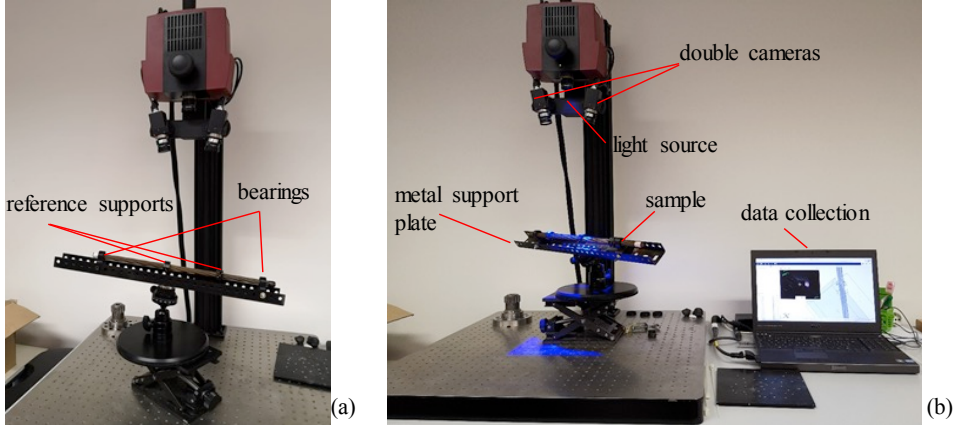 reference supports
bearings
(a)
double cameras
light source
metal support
plate
sample
data collection
(b)